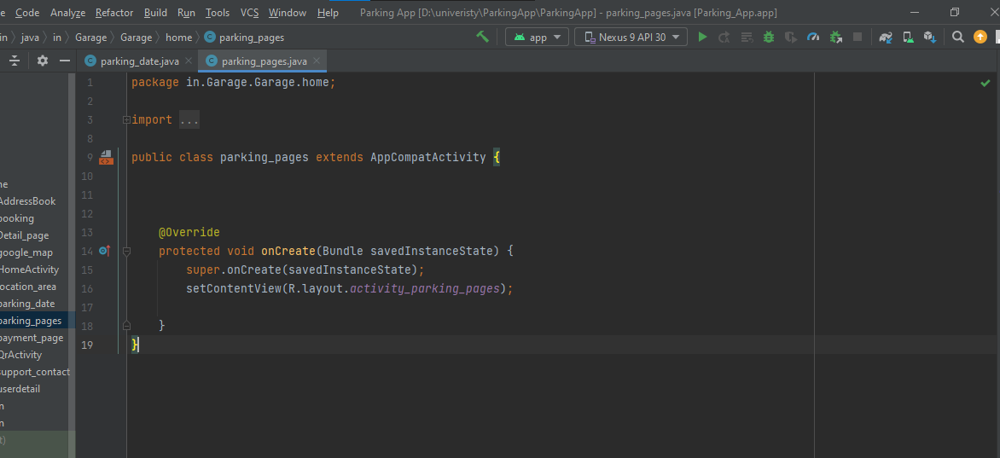 e Code Analyze Refactor Build Run Tools VCS Window Help Parking App [D:\univeristy\ParkingApp\ParkingApp] - parking_pages.java [Parking_App.app]
in java in Garage Garage home parking_pages app Nexus 9 API 30
parking_date.java parking_pages.java
1 package in.Garage.Garage.home;
2
3 import ...
8
9 public class parking_pages extends AppCompatActivity {
10
11
12
13 @Override
14 protected void onCreate(Bundle savedInstanceState) {
15 super.onCreate(savedInstanceState);
16 setContentView(R.layout.activity_parking_pages);
17
18 }
19 }
ne
AddressBook
booking
Detail_page
google_map
HomeActivity
location_area
parking_date
parking_pages
payment_page
QrActivity
support_contact
userdetail
n
n
t)